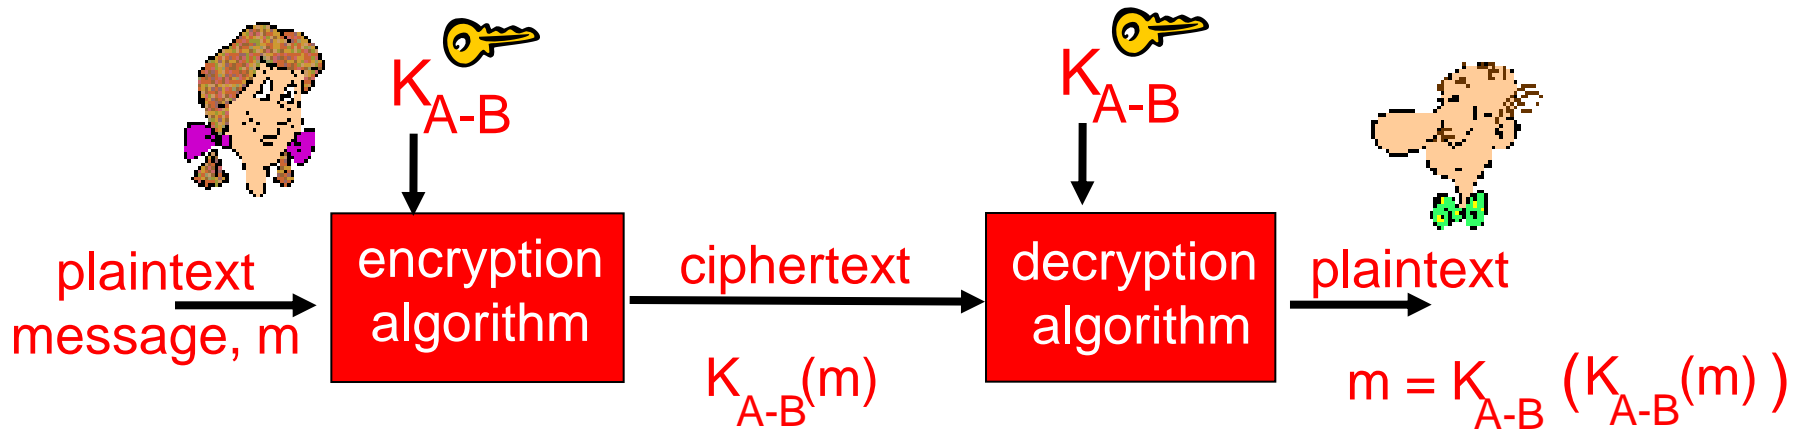 K A-B
K A-B
plaintext
message, m
encryption
algorithm
ciphertext
K A-B (m)
decryption
algorithm
plaintext
m = K A-B (K A-B (m))